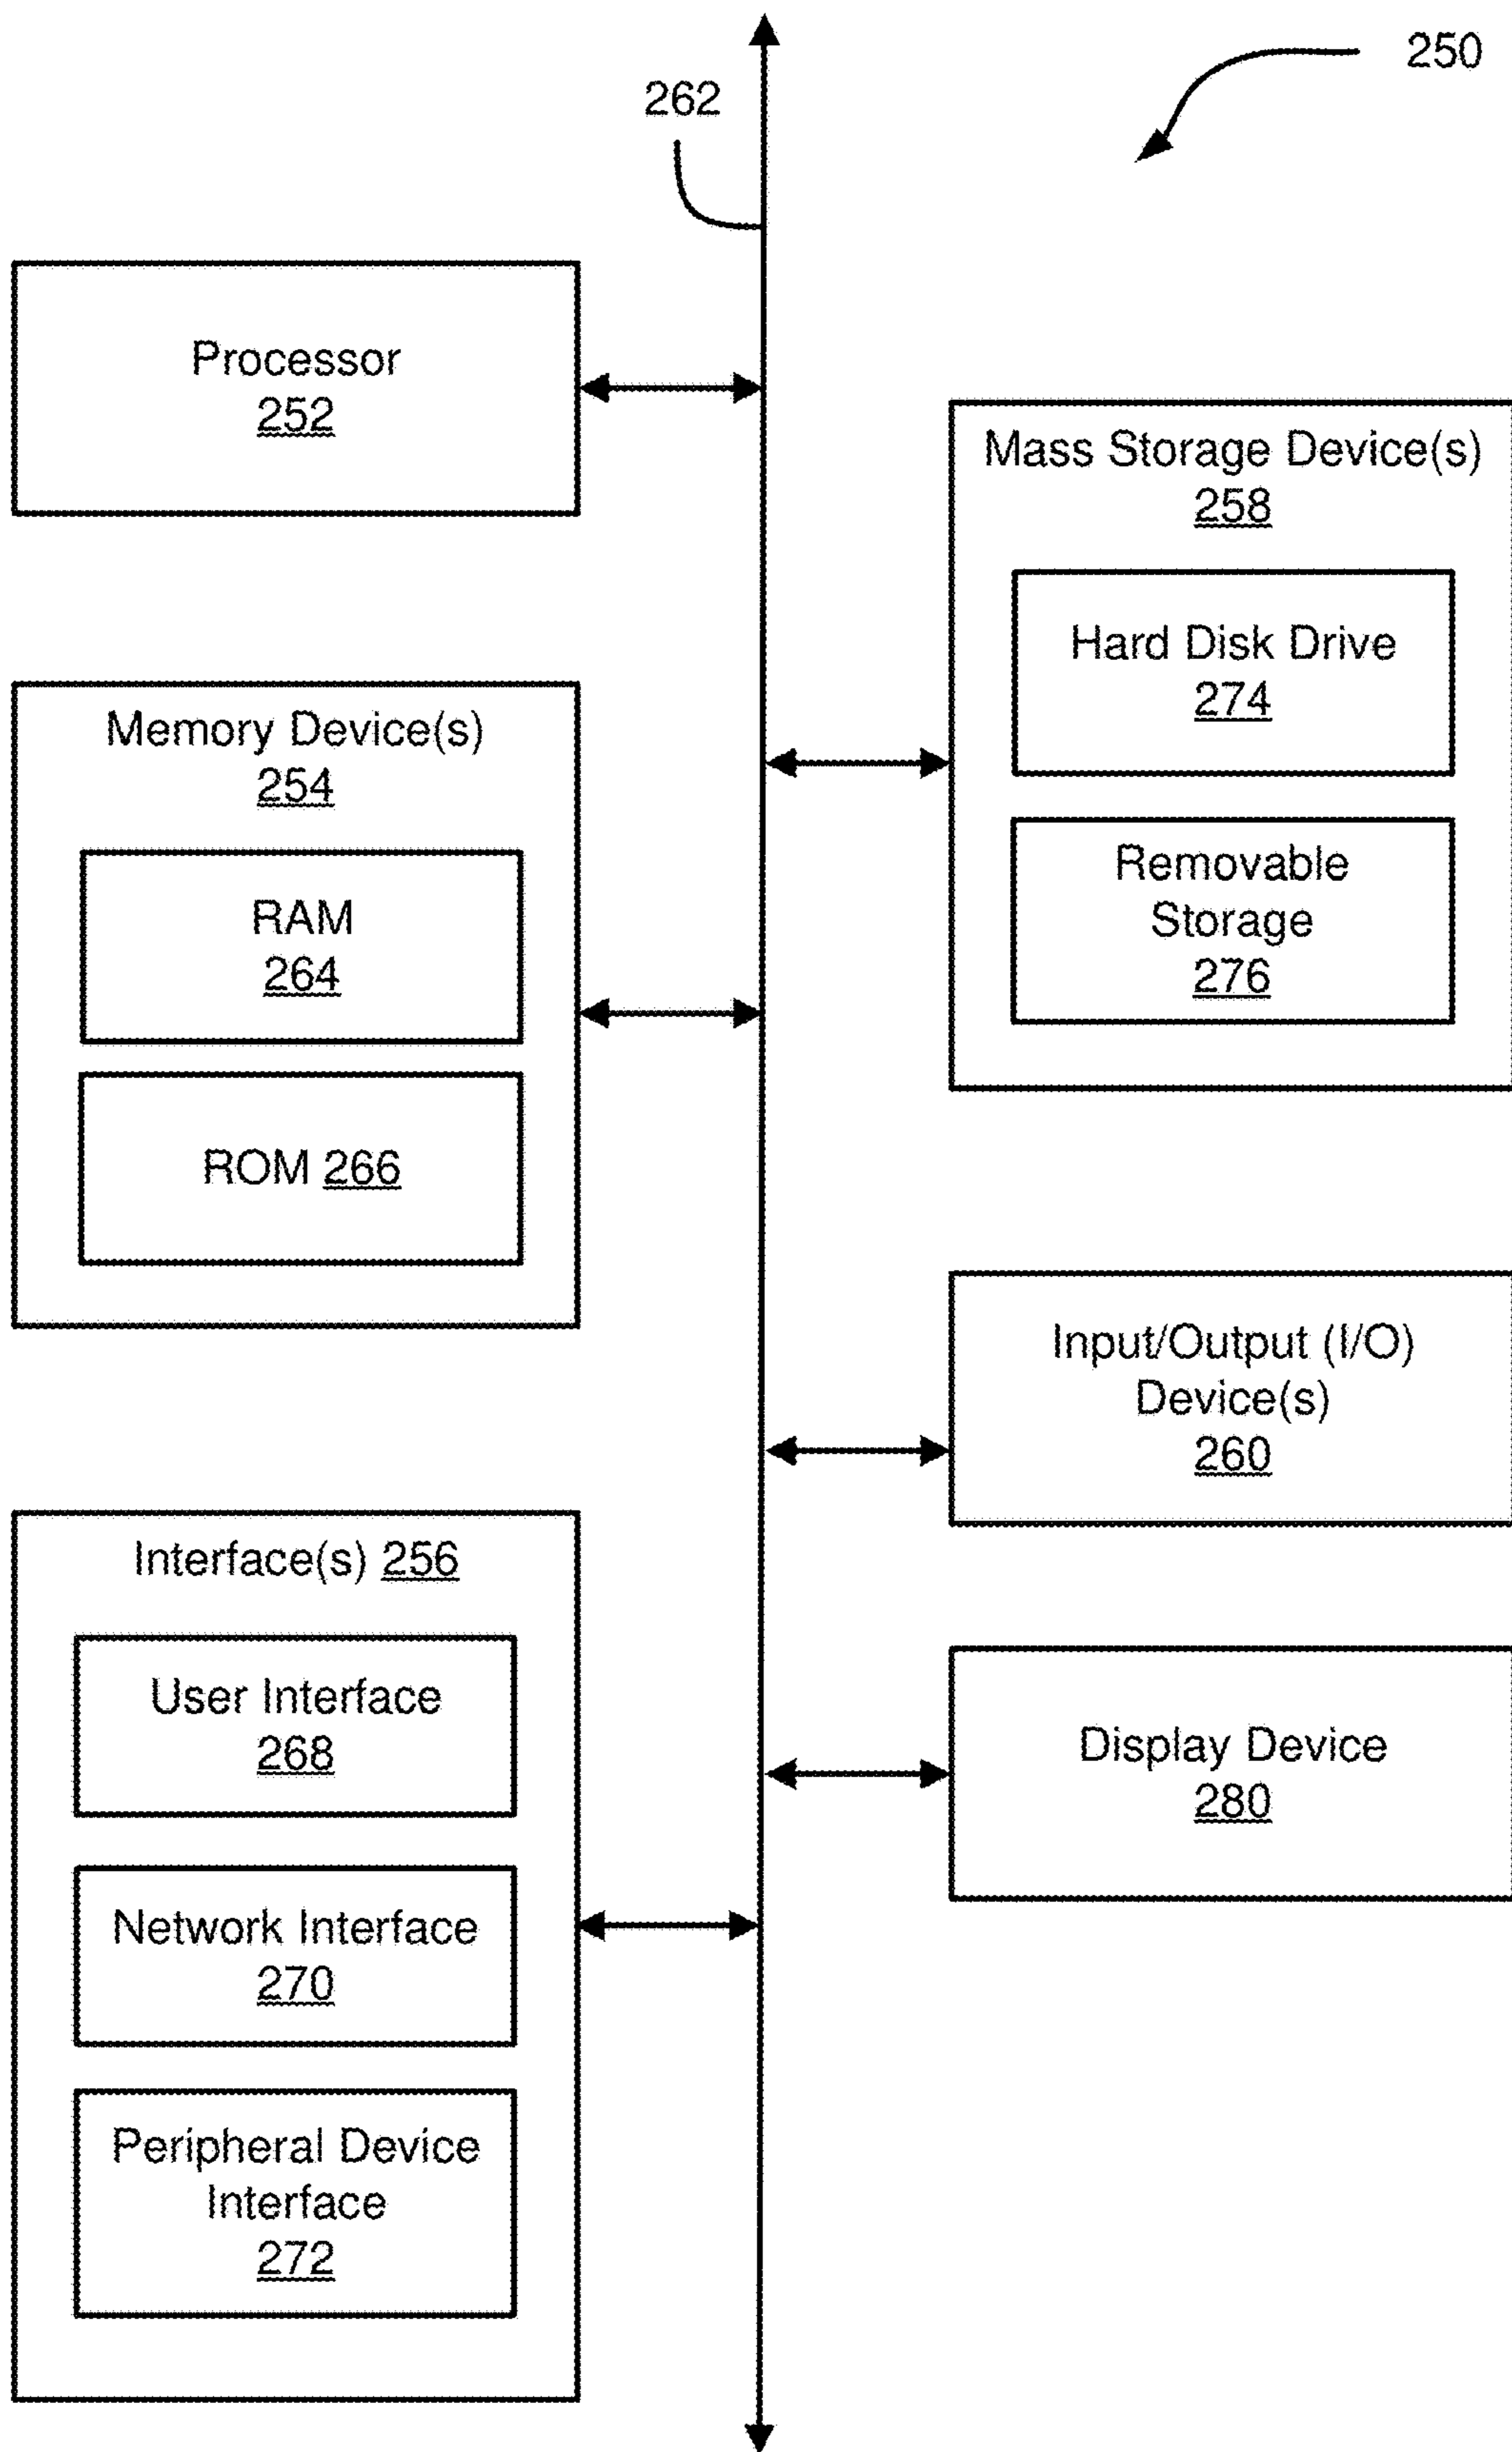 250
262
Processor
252
Mass Storage Device(s)
258
Hard Disk Drive
274
Removable
Storage
276
Memory Device(s)
254
RAM
264
ROM 266
Input/Output (I/O)
Device(s)
260
Interface(s) 256
User Interface
268
Network Interface
270
Peripheral Device
Interface
272
Display Device
280